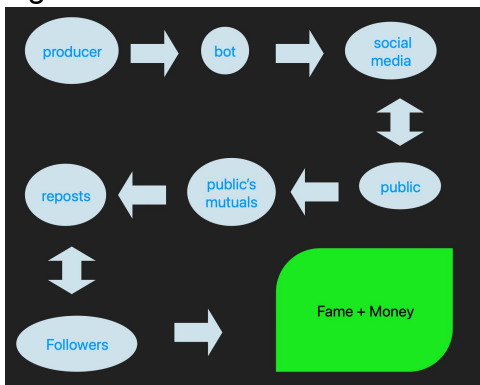 producer
bot
social
media
public
public's
mutuals
reposts
Followers
Fame + Money